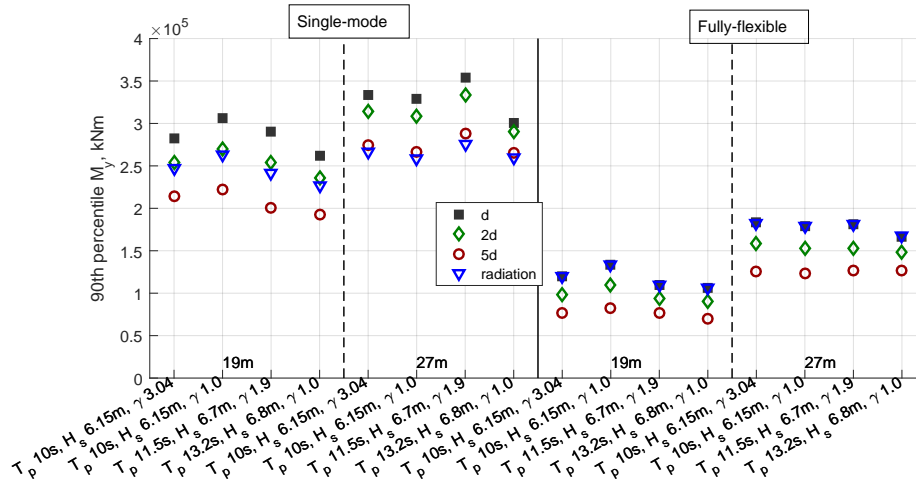 Single-mode
Fully-flexible
×10⁵
4
3.5
3
2.5
2
1.5
1
0.5
0
90th percentile M_y, kNm
d
2d
5d
radiation
19m
27m
19m
27m
T_p 10s, H_s 6.15m, γ 3.04
T_p 10s, H_s 6.15m, γ 1.0
T_p 11.5s, H_s 6.7m, γ 1.9
T_p 13.2s, H_s 6.8m, γ 1.0
T_p 10s, H_s 6.15m, γ 3.04
T_p 10s, H_s 6.15m, γ 1.0
T_p 11.5s, H_s 6.7m, γ 1.9
T_p 13.2s, H_s 6.8m, γ 1.0
T_p 10s, H_s 6.15m, γ 3.04
T_p 10s, H_s 6.15m, γ 1.0
T_p 11.5s, H_s 6.7m, γ 1.9
T_p 13.2s, H_s 6.8m, γ 1.0
T_p 10s, H_s 6.15m, γ 3.04
T_p 10s, H_s 6.15m, γ 1.0
T_p 11.5s, H_s 6.7m, γ 1.9
T_p 13.2s, H_s 6.8m, γ 1.0